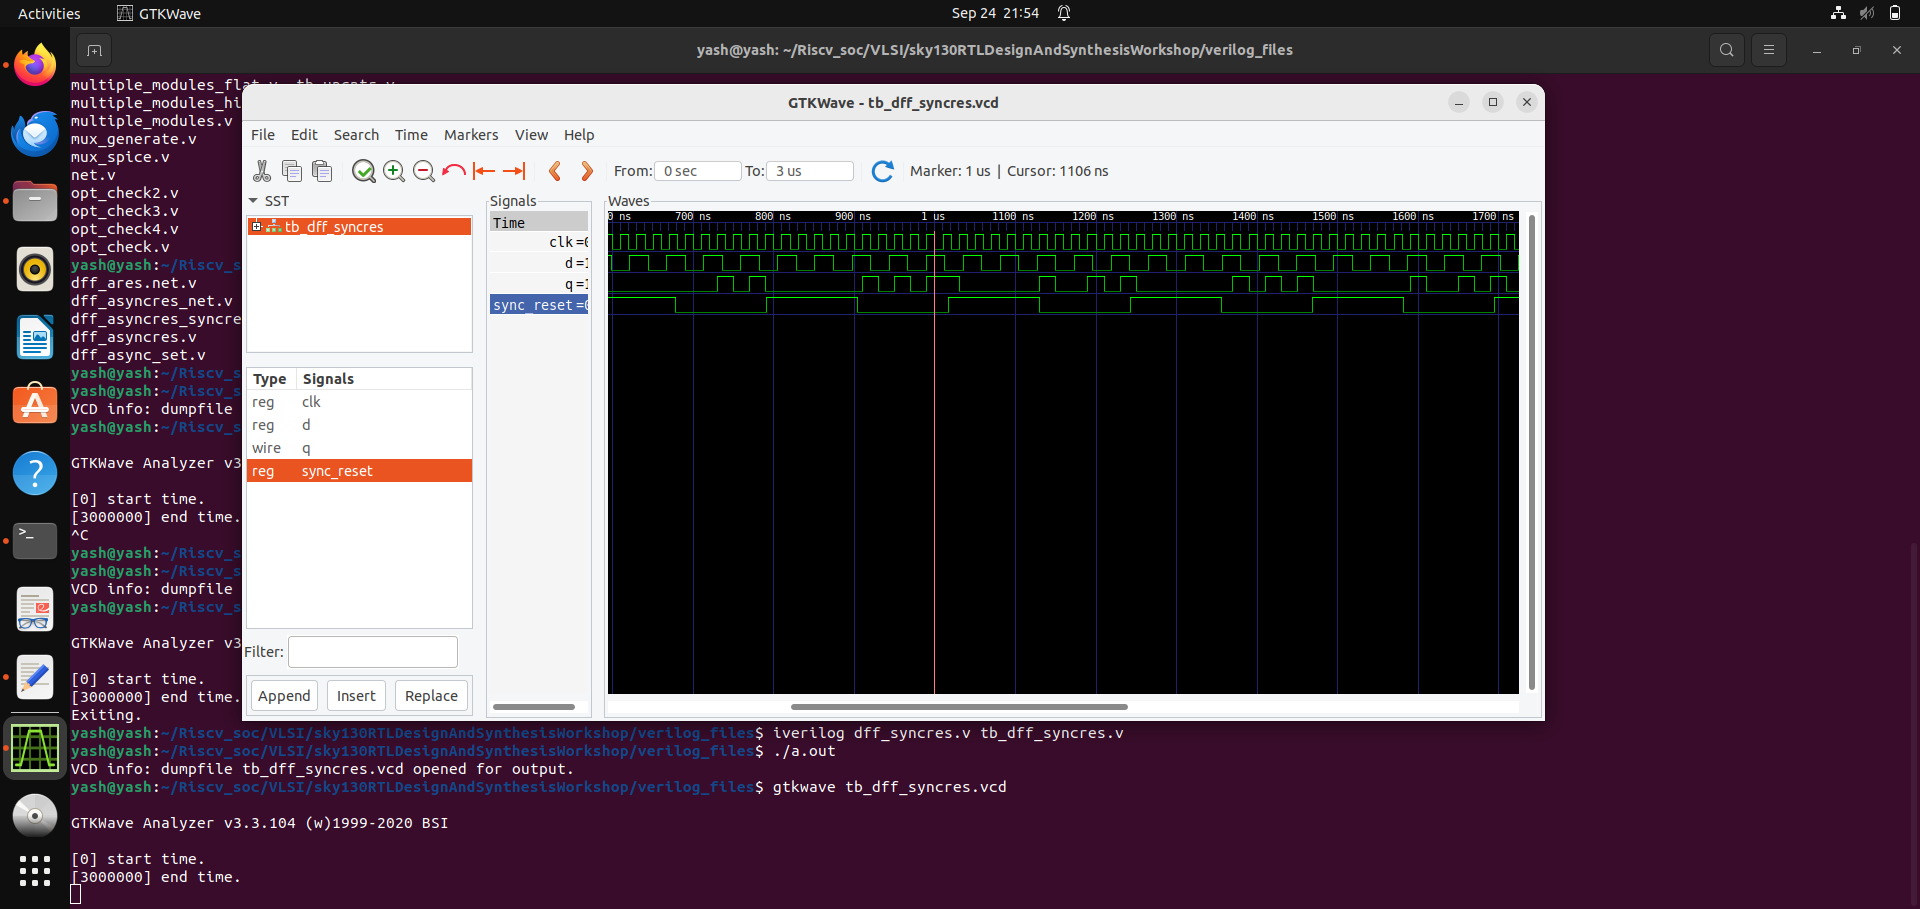 Activities
GTKWave
Sep 24 21:54
yash@yash: ~/Riscv_soc/VLSI/sky130RTLDesignAndSynthesisWorkshop/verilog_files
multiple_modules_hi
multiple_modules.v
mux_generate.v
mux_spice.v
net.v
opt_check2.v
opt_check3.v
opt_check4.v
opt_check.v
yash@yash:~/Riscv_s
dff_ares.net.v
dff_asyncres_net.v
dff_asyncres_syncre
dff_asyncres.v
dff_async_set.v
yash@yash:~/Riscv_s
yash@yash:~/Riscv_s
VCD info: dumpfile
yash@yash:~/Riscv_s
GTKWave Analyzer v3
[0] start time.
[3000000] end time.
^C
yash@yash:~/Riscv_s
yash@yash:~/Riscv_s
VCD info: dumpfile
yash@yash:~/Riscv_s
GTKWave Analyzer v3
[0] start time.
[3000000] end time.
Exiting.
yash@yash:~/Riscv_soc/VLSI/sky130RTLDesignAndSynthesisWorkshop/verilog_files$ iverilog dff_syncres.v tb_dff_syncres.v
yash@yash:~/Riscv_soc/VLSI/sky130RTLDesignAndSynthesisWorkshop/verilog_files$ ./a.out
VCD info: dumpfile tb_dff_syncres.vcd opened for output.
yash@yash:~/Riscv_soc/VLSI/sky130RTLDesignAndSynthesisWorkshop/verilog_files$ gtkwave tb_dff_syncres.vcd
GTKWave Analyzer v3.3.104 (w)1999-2020 BSI
[0] start time.
[3000000] end time.
GTKWave - tb_dff_syncres.vcd
File Edit Search Time Markers View Help
From: 0 sec To: 3 us Marker: 1 us | Cursor: 1106 ns
SST
tb_dff_syncres
Type Signals
reg clk
reg d
wire q
reg sync_reset
Filter:
Append Insert Replace
Signals
Time
clk=0
d=1
q=1
sync_reset=0
Waves
0 ns 700 ns 800 ns 900 ns 1 us 1100 ns 1200 ns 1300 ns 1400 ns 1500 ns 1600 ns 1700 ns